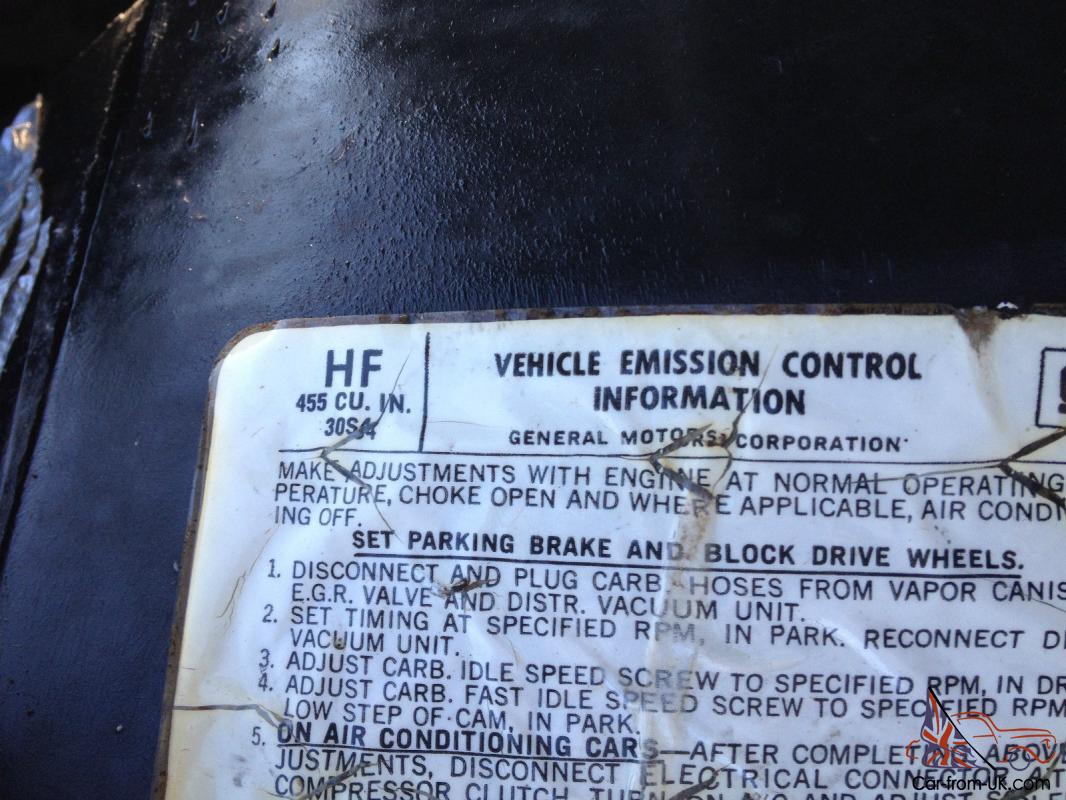 HF
455 CU. IN.
VEHICLE EMISSION CONTROL
INFORMATION
GENERAL MOTORS CORPORATION
MAKE ADJUSTMENTS WITH ENGINE AT NORMAL OPERATING
PERATURE, CHOKE OPEN AND WHERE APPLICABLE, AIR CONDI
ING OFF.
SET PARKING BRAKE AND BLOCK DRIVE WHEELS.
1. DISCONNECT AND PLUG CARB. HOSES FROM VAPOR CANIS
E.G.R. VALVE AND DISTR. VACUUM UNIT.
2. SET TIMING AT SPECIFIED RPM, IN PARK. RECONNECT DI
VACUUM UNIT.
3. ADJUST CARB. IDLE SPEED SCREW TO SPECIFIED RPM, IN DR
4. ADJUST CARB. FAST IDLE SPEED SCREW TO SPECIFIED RPM
LOW STEP OF CAM, IN PARK.
5. ON AIR CONDITIONING CARS—AFTER COMPLETING ABOVE
JUSTMENTS, DISCONNECT ELECTRICAL
COMPRESSOR CLUTCH, TURN ON A/C AND
Car-from-UK.com